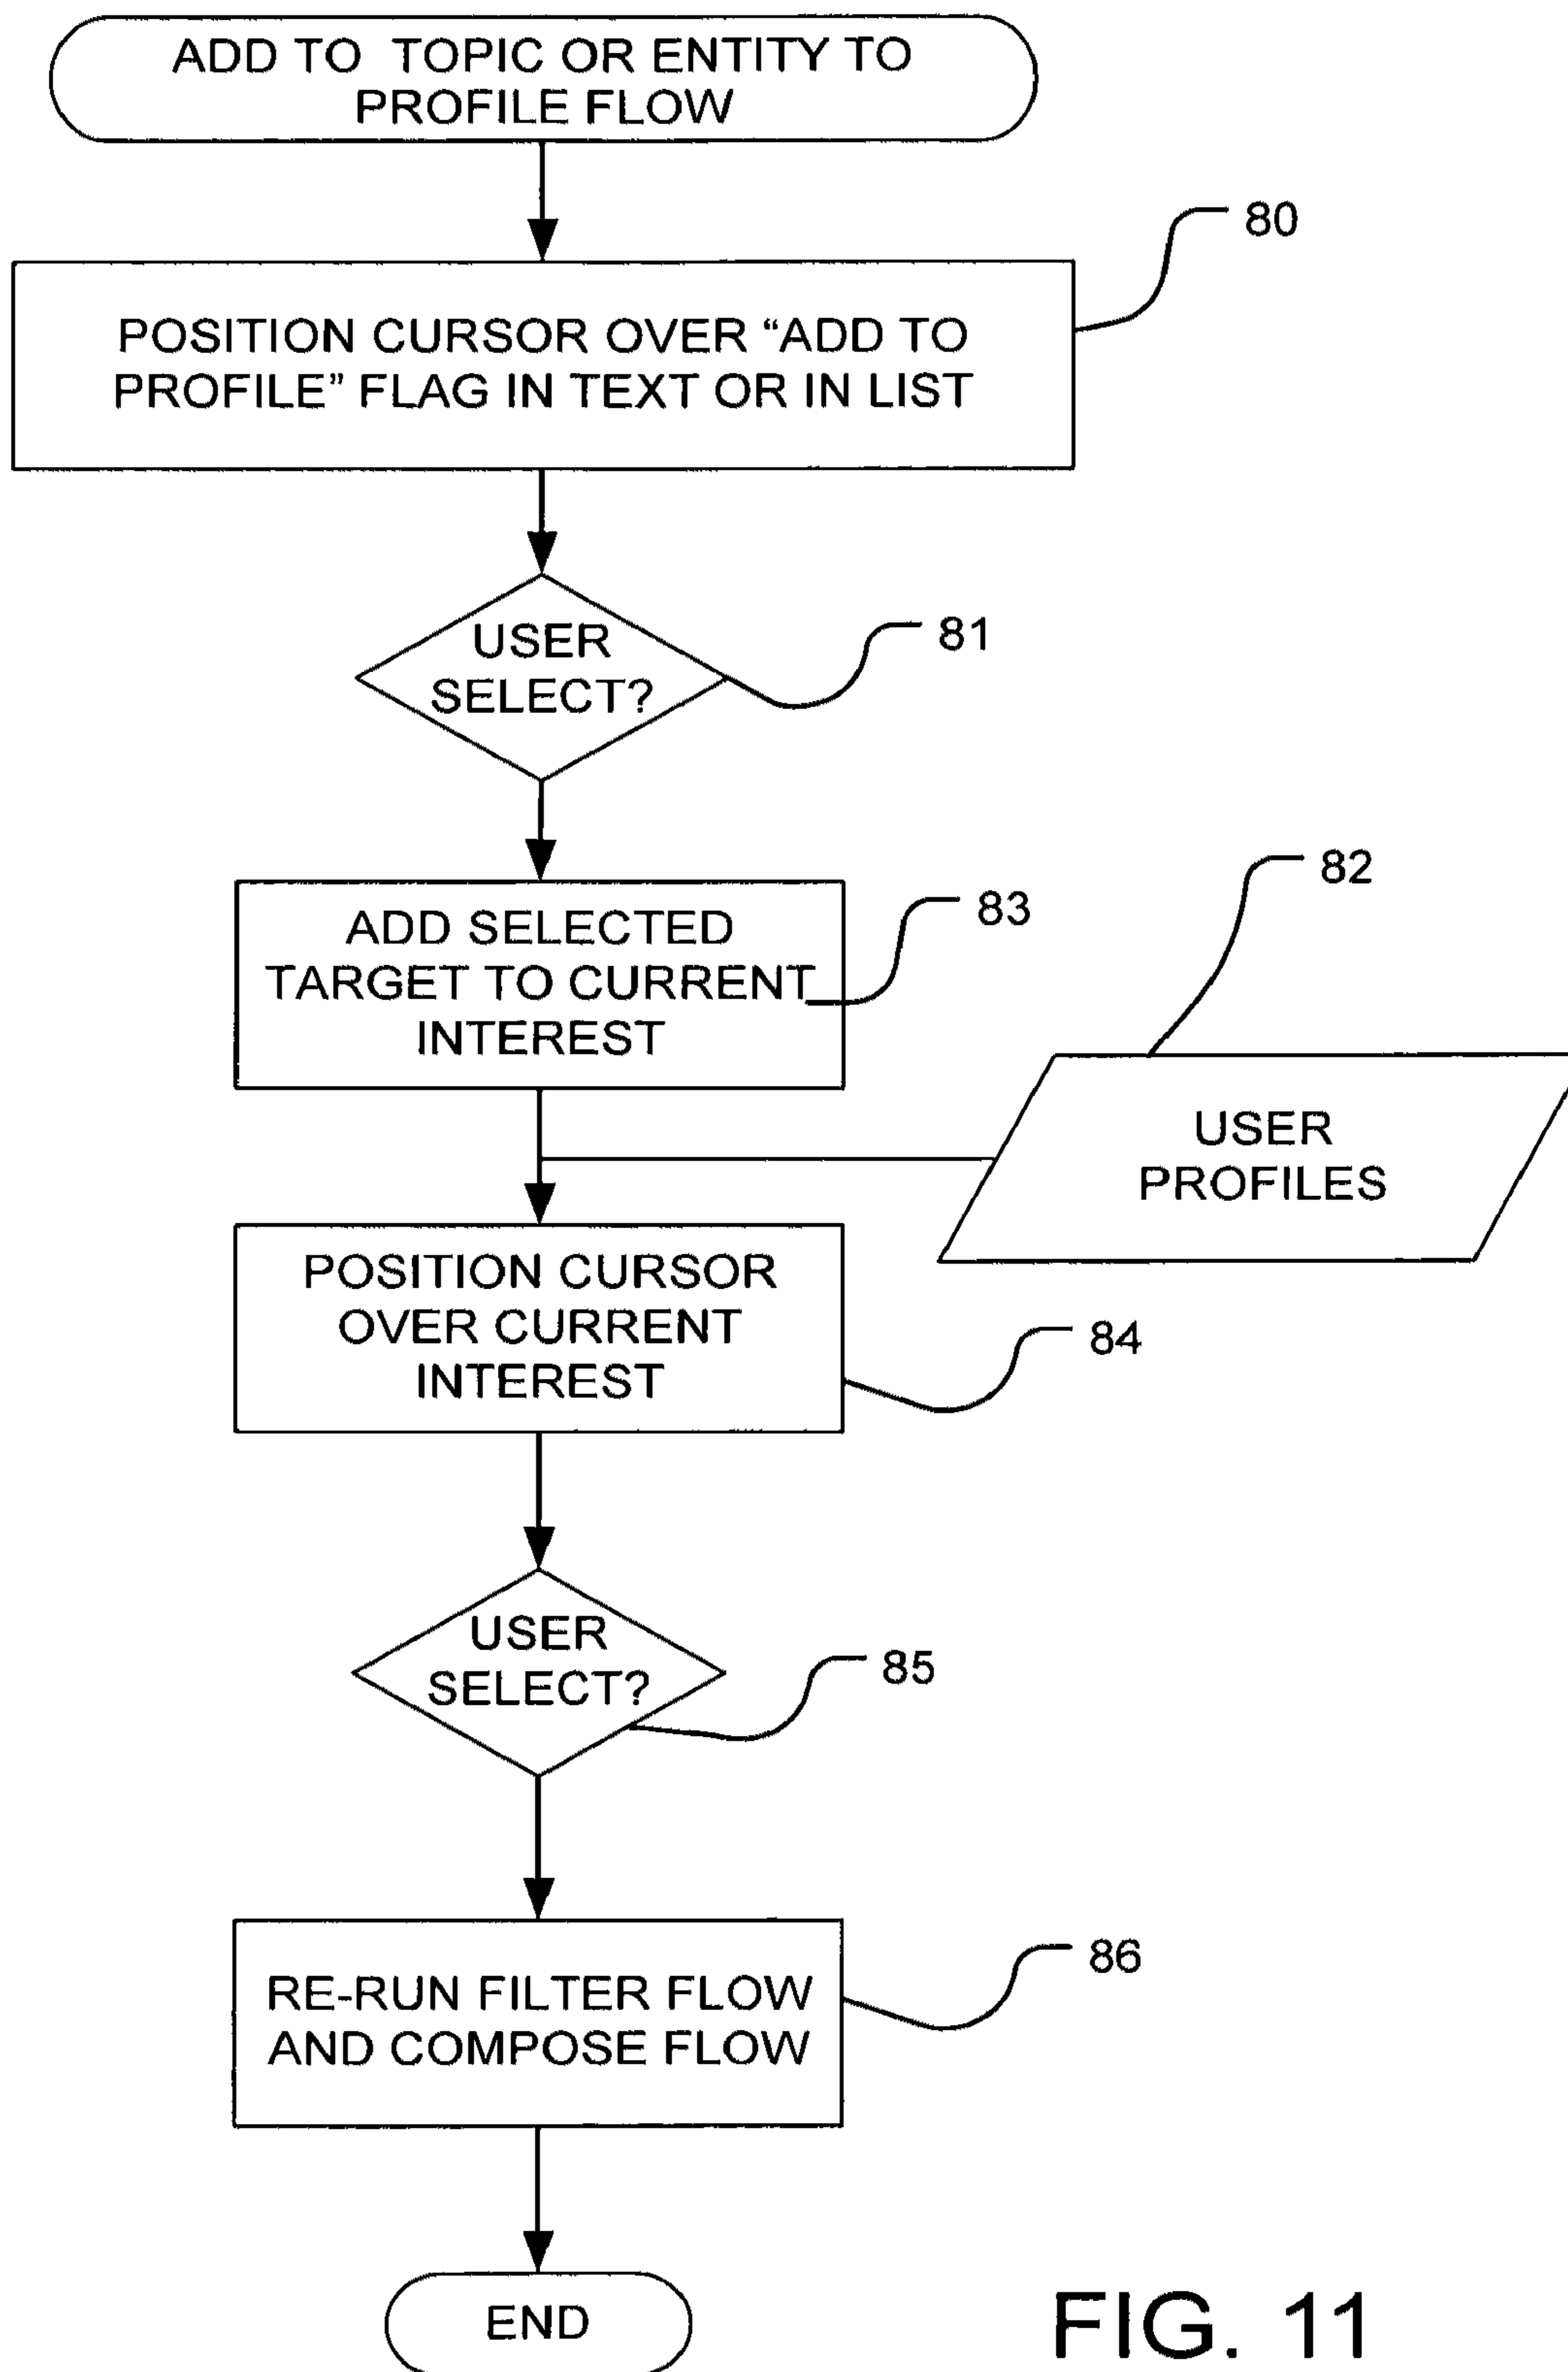 ADD TO TOPIC OR ENTITY TO
PROFILE FLOW
80
POSITION CURSOR OVER “ADD TO
PROFILE” FLAG IN TEXT OR IN LIST
81
USER
SELECT?
82
83
ADD SELECTED
TARGET TO CURRENT
INTEREST
USER
PROFILES
POSITION CURSOR
OVER CURRENT
INTEREST
84
USER
SELECT?
85
86
RE-RUN FILTER FLOW
AND COMPOSE FLOW
END
FIG. 11